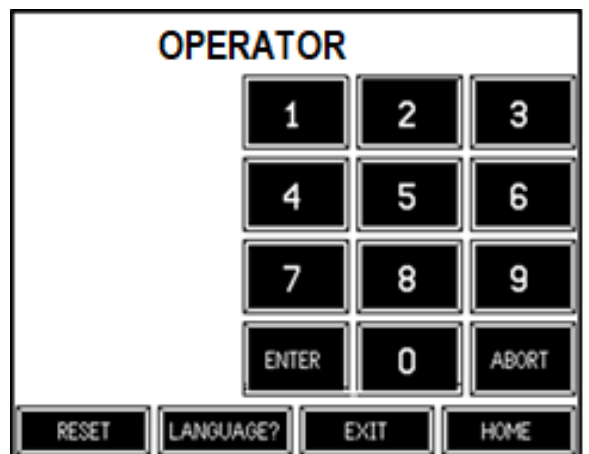 OPERATOR
1 2 3
4 5 6
7 8 9
ENTER 0 ABORT
RESET LANGUAGE? EXIT HOME